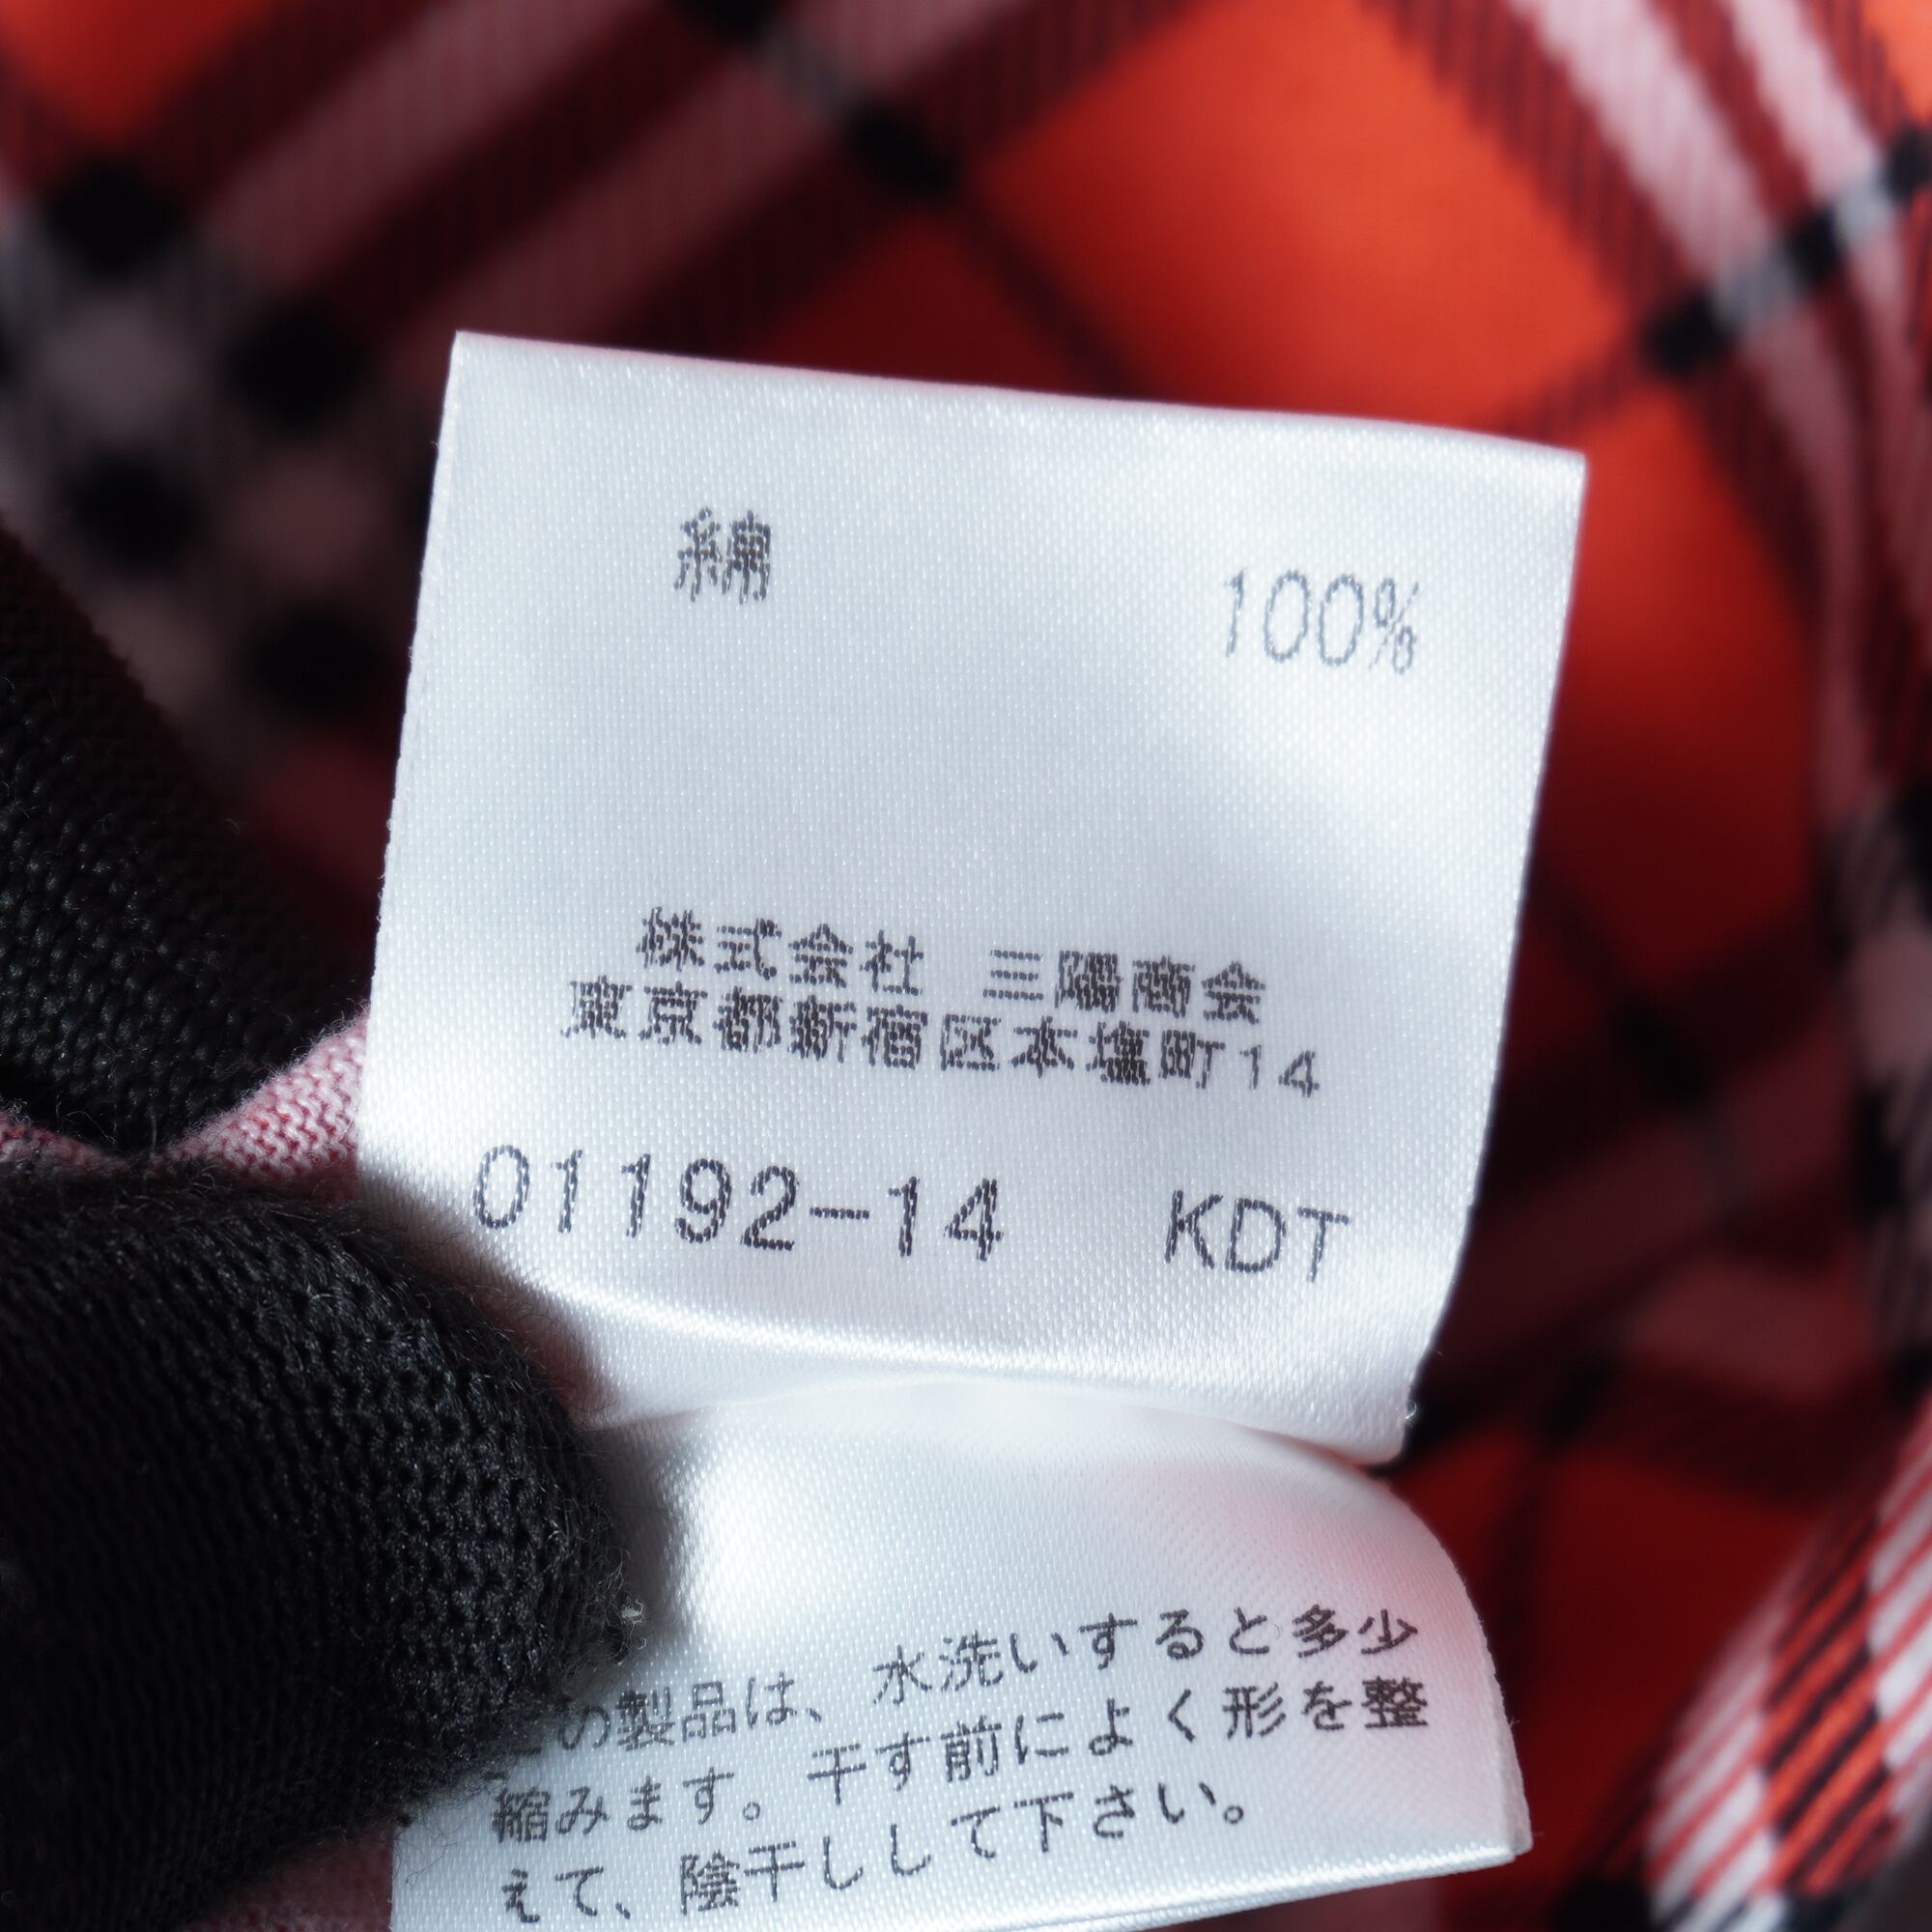 綿 100%
株式会社 三陽商会
東京都新宿区本塩町14
01192-14 KDT
この製品は、水洗いすると多少
縮みます。干す前によく形を整
えて、陰干しして下さい。